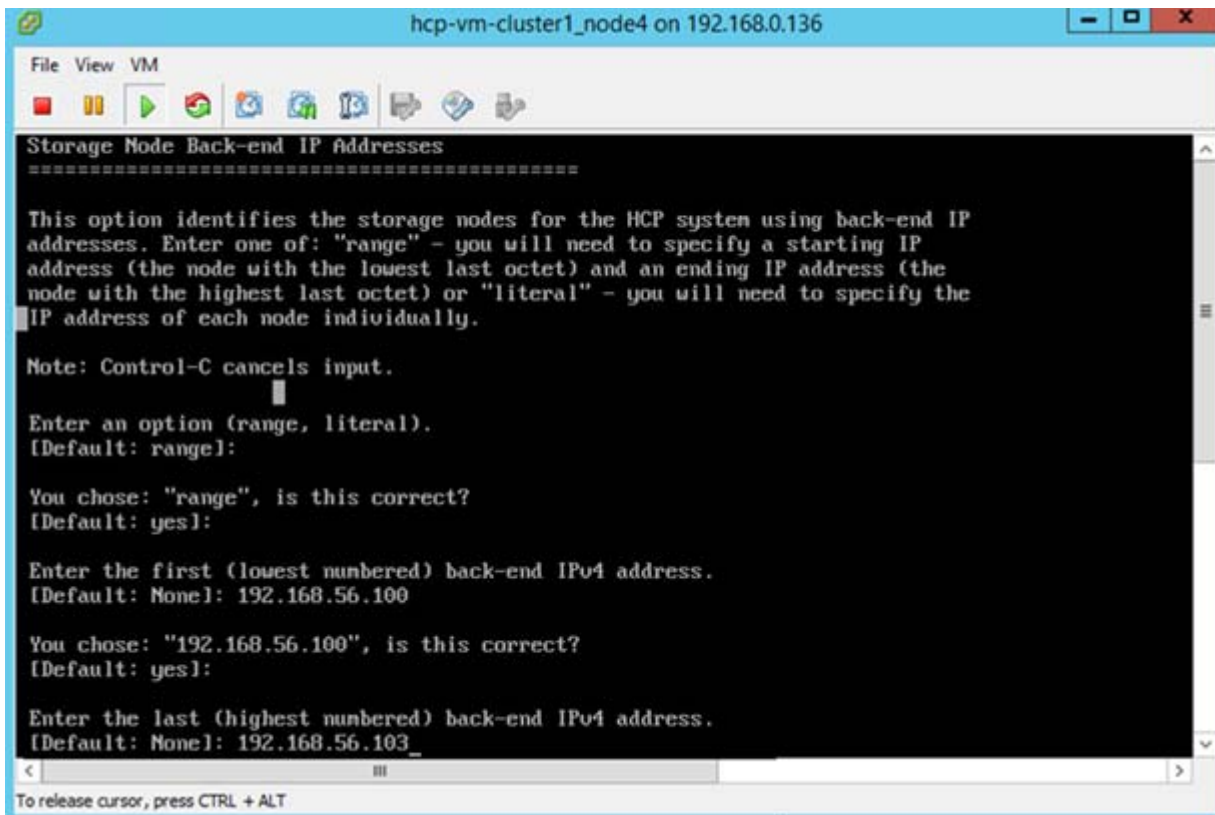 hcp-vm-cluster1_node4 on 192.168.0.136
File View VM
Storage Node Back-end IP Addresses
==============================================
This option identifies the storage nodes for the HCP system using back-end IP
addresses. Enter one of: "range" - you will need to specify a starting IP
address (the node with the lowest last octet) and an ending IP address (the
node with the highest last octet) or "literal" - you will need to specify the
IP address of each node individually.
Note: Control-C cancels input.
Enter an option (range, literal).
[Default: range]:
You chose: "range", is this correct?
[Default: yes]:
Enter the first (lowest numbered) back-end IPv4 address.
[Default: None]: 192.168.56.100
You chose: "192.168.56.100", is this correct?
[Default: yes]:
Enter the last (highest numbered) back-end IPv4 address.
[Default: None]: 192.168.56.103_
To release cursor, press CTRL + ALT